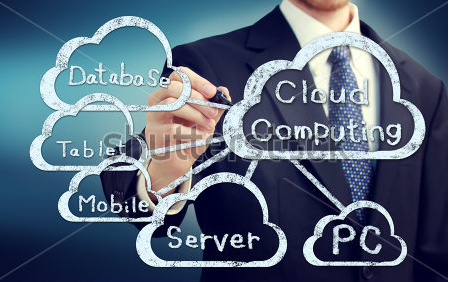 Database
Cloud
Computing
Tablet
Mobile
Server
PC